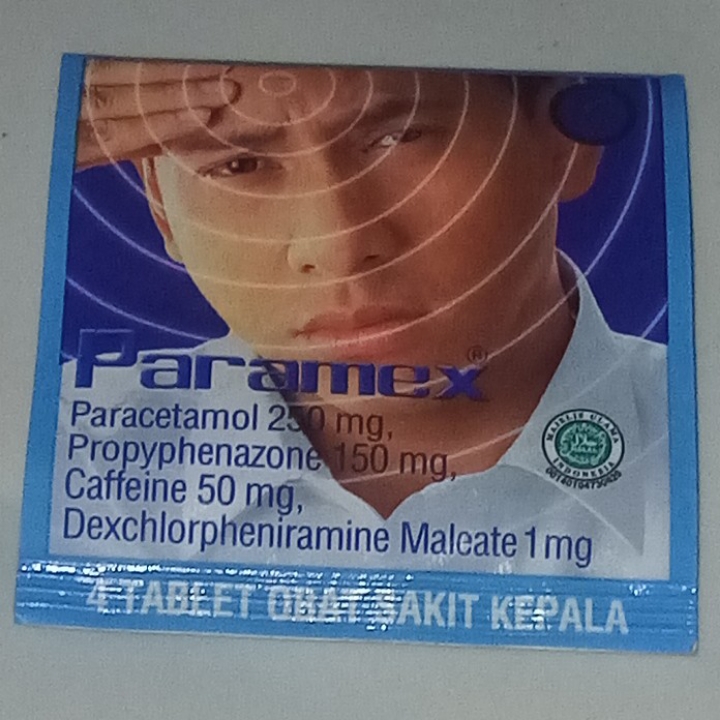 Paramex®
Paracetamol 250 mg,
Propyphenazone 150 mg,
Caffeine 50 mg,
Dexchlorpheniramine Maleate 1 mg
MAJELIS ULAMA
حلال
INDONESIA
4 TABLET OBAT SAKIT KEPALA